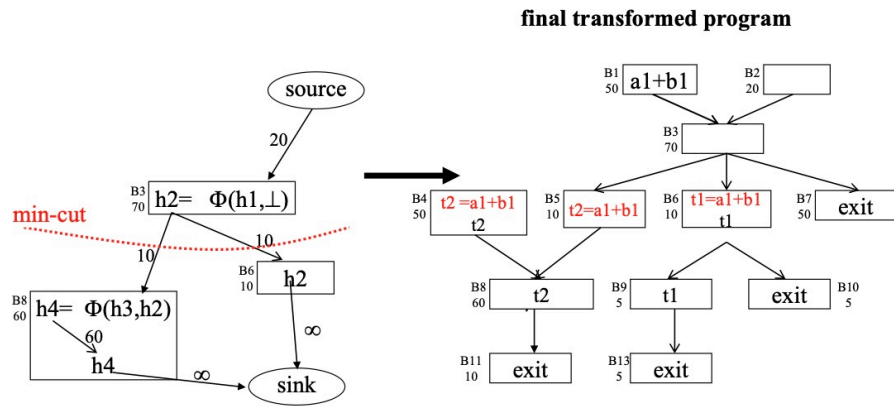 final transformed program
source
20
B3
70
h2= Φ(h1,⊥)
min-cut
10
10
B6
10
h2
B8
60
h4= Φ(h3,h2)
60
h4
∞
∞
sink
B1
50
a1+b1
B2
20
B3
70
B4
50
t2 =a1+b1
t2
B5
10
t2=a1+b1
B6
10
t1=a1+b1
t1
B7
50
exit
B8
60
t2
B9
5
t1
exit
B10
5
B11
10
exit
B13
5
exit